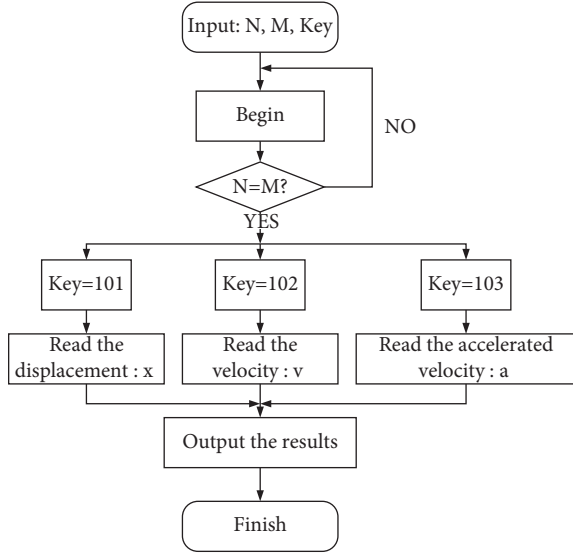 Input: N, M, Key
Begin
NO
N=M?
YES
Key=101
Key=102
Key=103
Read the
displacement : x
Read the
velocity : v
Read the accelerated
velocity : a
Output the results
Finish